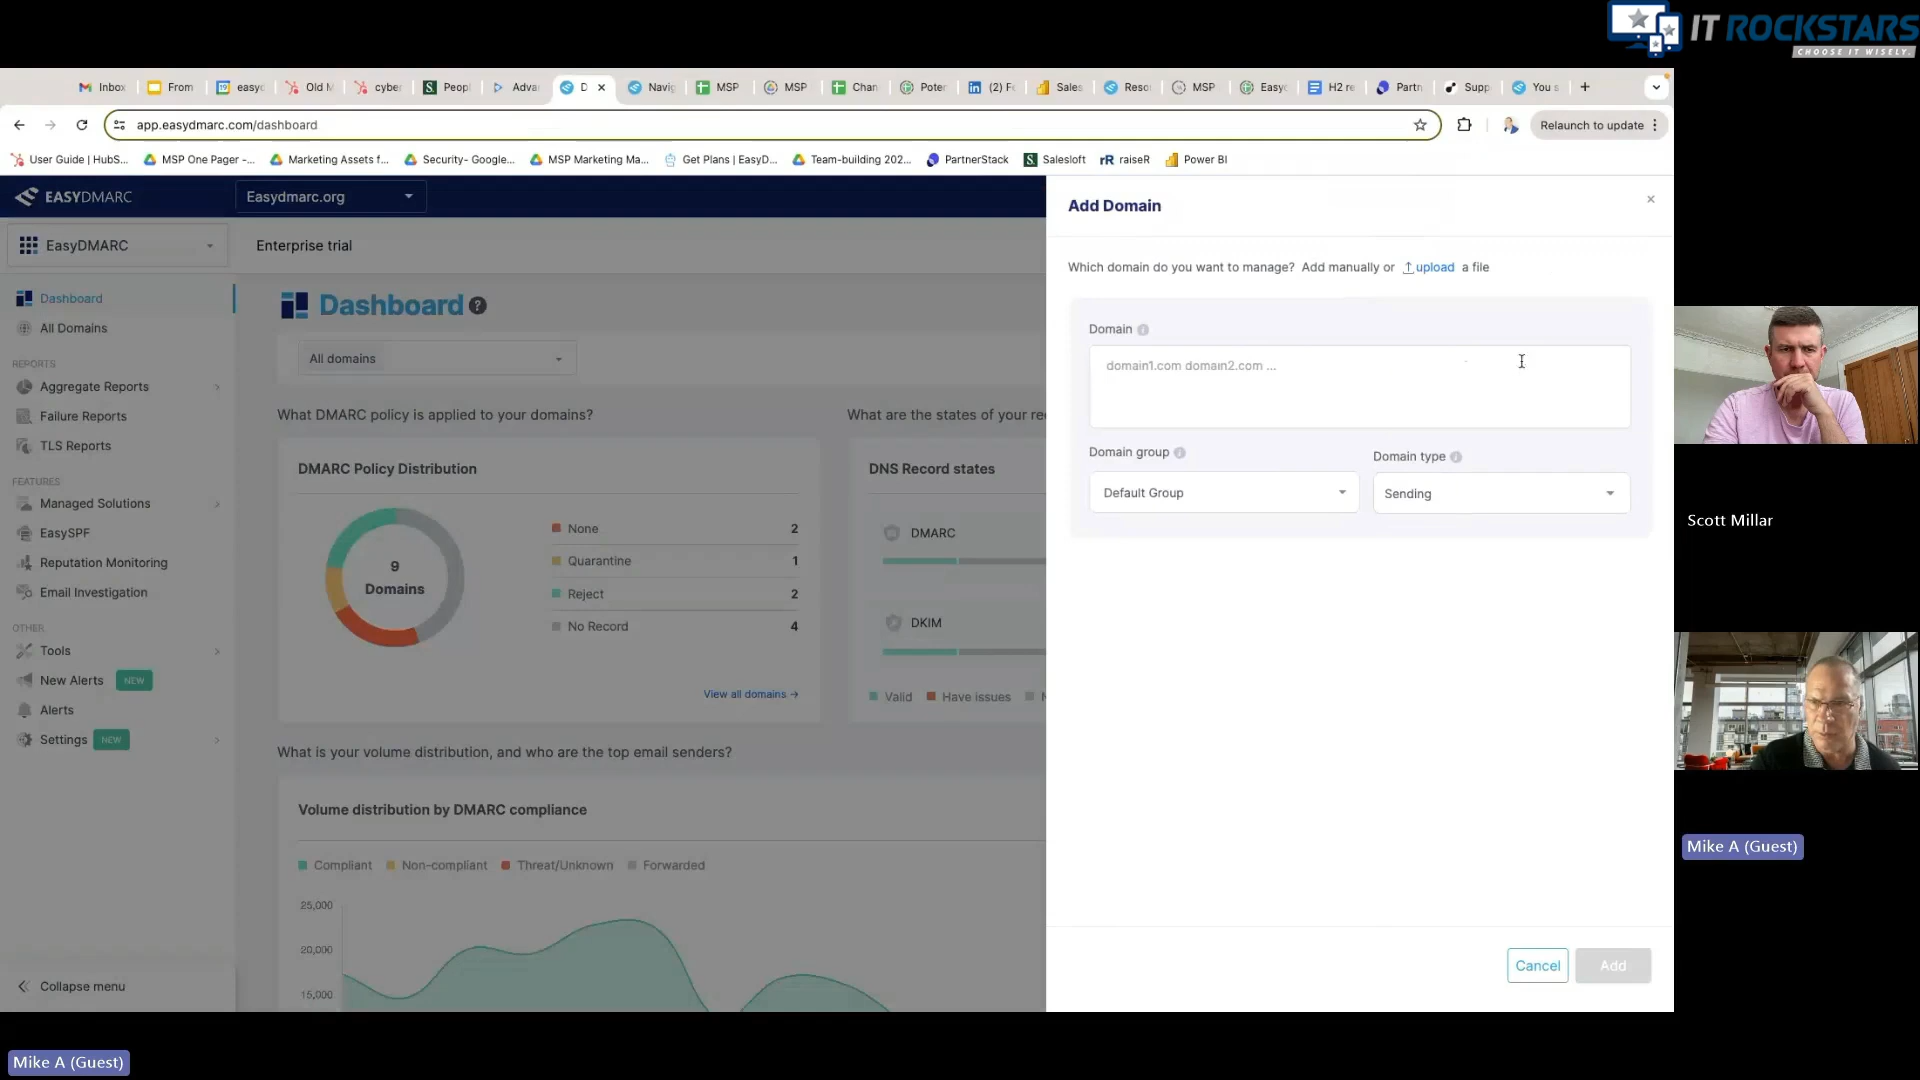 IT ROCKSTARS
CHOOSE IT WISELY.
Inbox
From
easy
Old M
cyber
Peopl
Adva
D
Navig
MSP
MSP
Chan
Poter
(2) F
Sales
Reso
MSP
Easy
H2 re
Partn
Supp
You s
app.easydmarc.com/dashboard
Relaunch to update
User Guide | HubS...
MSP One Pager -...
Marketing Assets f...
Security- Google...
MSP Marketing Ma...
Get Plans | EasyD...
Team-building 202...
PartnerStack
Salesloft
raiseR
Power BI
EASYDMARC
Easydmarc.org
EasyDMARC
Enterprise trial
Dashboard
All Domains
REPORTS
Aggregate Reports
Failure Reports
TLS Reports
FEATURES
Managed Solutions
EasySPF
Reputation Monitoring
Email Investigation
OTHER
Tools
New Alerts NEW
Alerts
Settings NEW
Collapse menu
Dashboard
All domains
What DMARC policy is applied to your domains?
DMARC Policy Distribution
9
Domains
None 2
Quarantine 1
Reject 2
No Record 4
View all domains →
What are the states of your re
DNS Record states
DMARC
DKIM
Valid
Have issues
What is your volume distribution, and who are the top email senders?
Volume distribution by DMARC compliance
Compliant
Non-compliant
Threat/Unknown
Forwarded
25,000
20,000
15,000
Add Domain
Which domain do you want to manage? Add manually or upload a file
Domain
domain1.com domain2.com ...
Domain group
Default Group
Domain type
Sending
Cancel
Add
Scott Millar
Mike A (Guest)
Mike A (Guest)